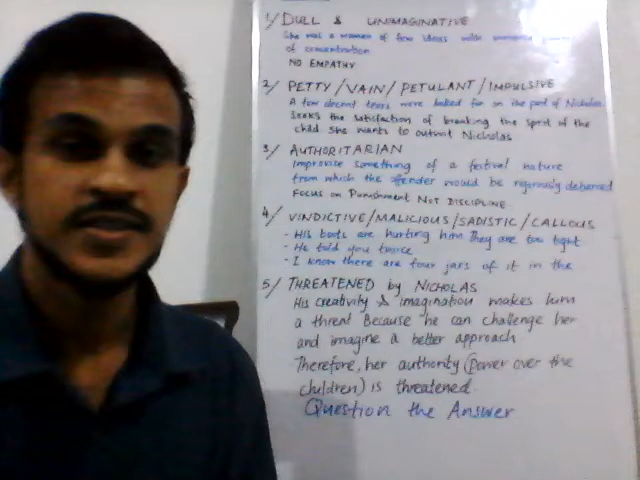 1/ DULL & UNIMAGINATIVE
She was a women of few ideas with immense powers
of concentration
NO EMPATHY
2/ PETTY/VAIN/PETULANT/IMPULSIVE
A few decent tears were looked for on the part of Nicholas
Seeks the satisfaction of breaking the spirit of the
child she wants to outwit Nicholas
3/ AUTHORITARIAN
Improvise something of a festival nature
from which the offender would be rigorously debarred
Focus on Punishment NOT DISCIPLINE
4/ VINDICTIVE/MALICIOUS/SADISTIC/CALLOUS
- His boots are hurting him They are too tight
- He told you twice
- I know there are four jars of it in the
5/ THREATENED by NICHOLAS
His creativity & imagination makes him
a threat Because he can challenge her
and imagine a better approach
Therefore, her authority (power over the
children) is threatened.
Question the Answer